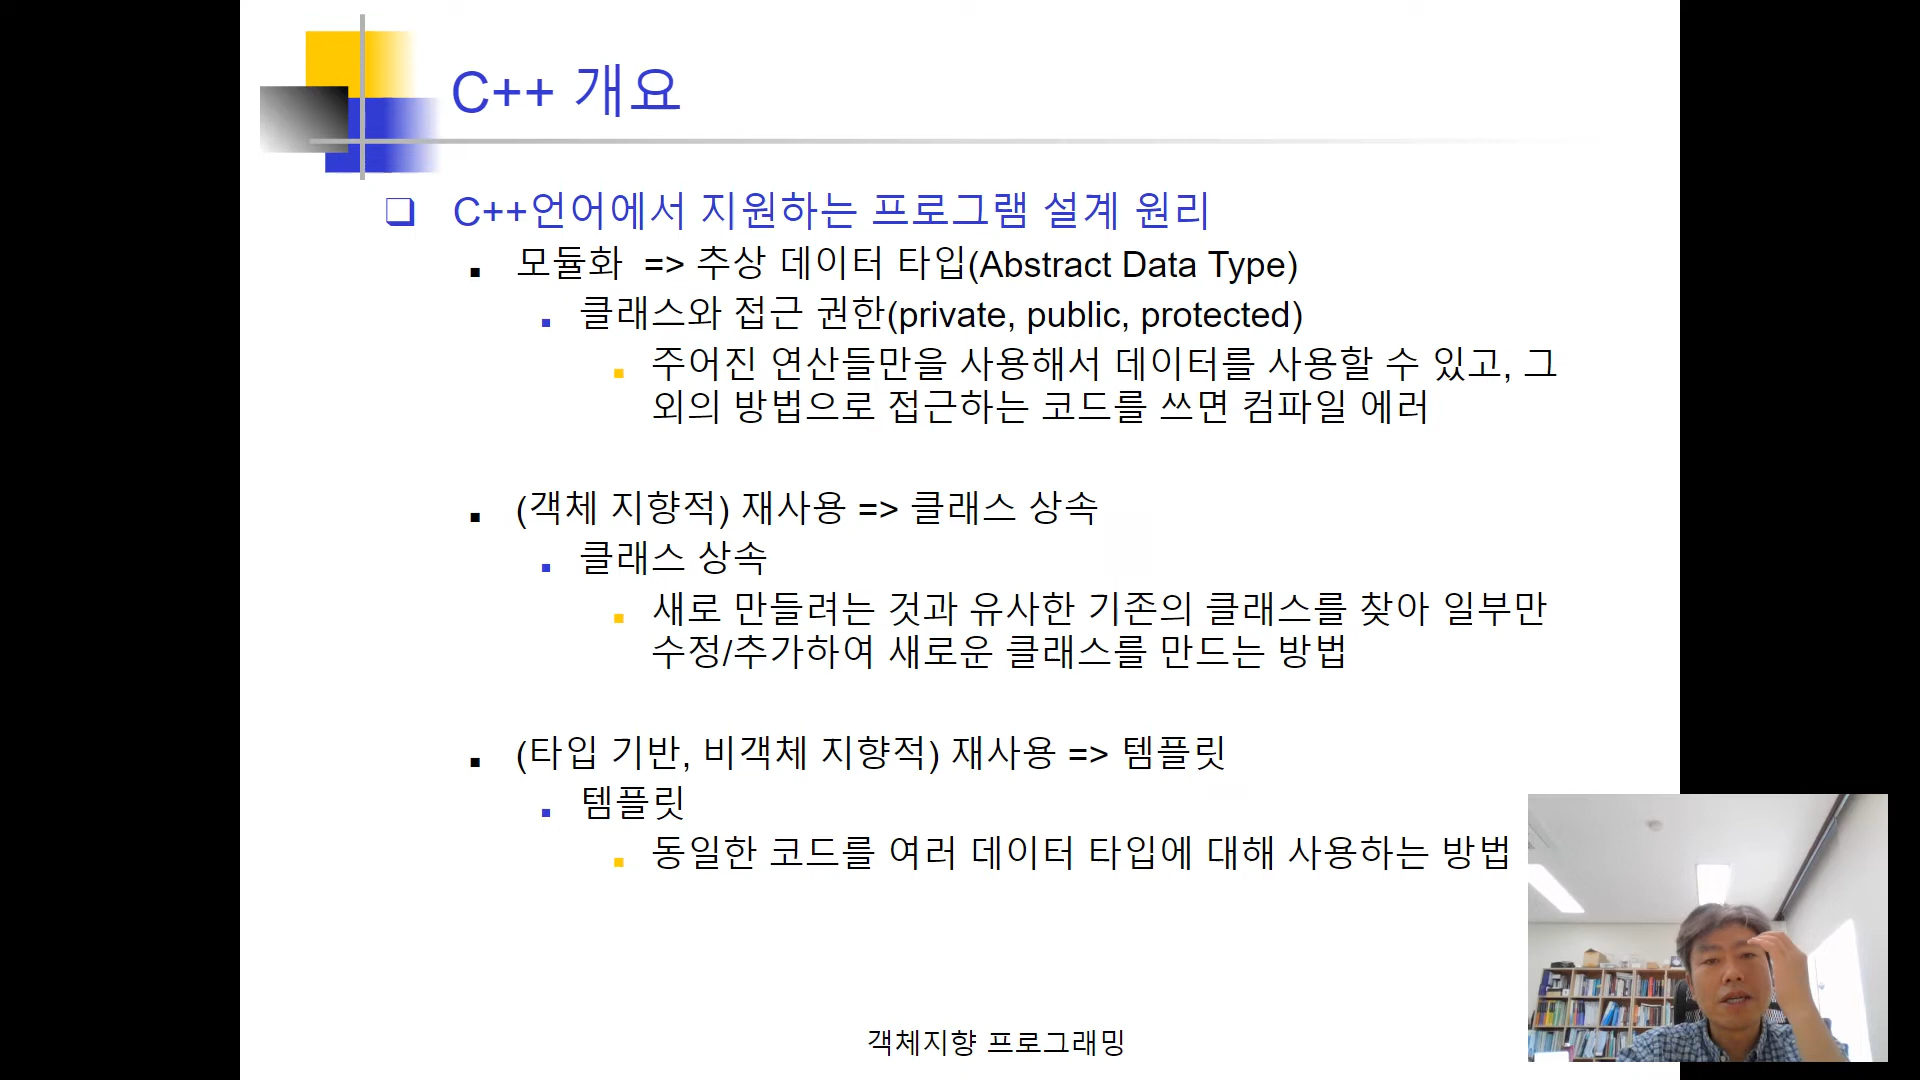 C++ 개요
C++언어에서 지원하는 프로그램 설계 원리
모듈화 => 추상 데이터 타입(Abstract Data Type)
클래스와 접근 권한(private, public, protected)
주어진 연산들만을 사용해서 데이터를 사용할 수 있고, 그
외의 방법으로 접근하는 코드를 쓰면 컴파일 에러
(객체 지향적) 재사용 => 클래스 상속
클래스 상속
새로 만들려는 것과 유사한 기존의 클래스를 찾아 일부만
수정/추가하여 새로운 클래스를 만드는 방법
(타입 기반, 비객체 지향적) 재사용 => 템플릿
템플릿
동일한 코드를 여러 데이터 타입에 대해 사용하는 방법
객체지향 프로그래밍